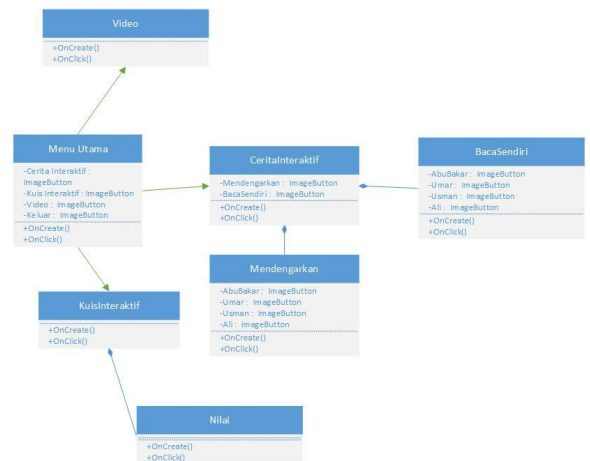 Video
+OnCreate()
+OnClick()
Menu Utama
-Cerita Interaktif :
ImageButton
-Kuis Interaktif : ImageButton
-Video : ImageButton
-Keluar : ImageButton
+OnCreate()
+OnClick()
CeritaInteraktif
-Mendengarkan : ImageButton
-BacaSendiri : ImageButton
+OnCreate()
+OnClick()
BacaSendiri
-AbuBakar : ImageButton
-Umar : ImageButton
-Usman : ImageButton
-Ali : ImageButton
+OnCreate()
+OnClick()
Mendengarkan
-AbuBakar : ImageButton
-Umar : ImageButton
-Usman : ImageButton
-Ali : ImageButton
+OnCreate()
+OnClick()
KuisInteraktif
+OnCreate()
+OnClick()
Nilai
+OnCreate()
+OnClick()